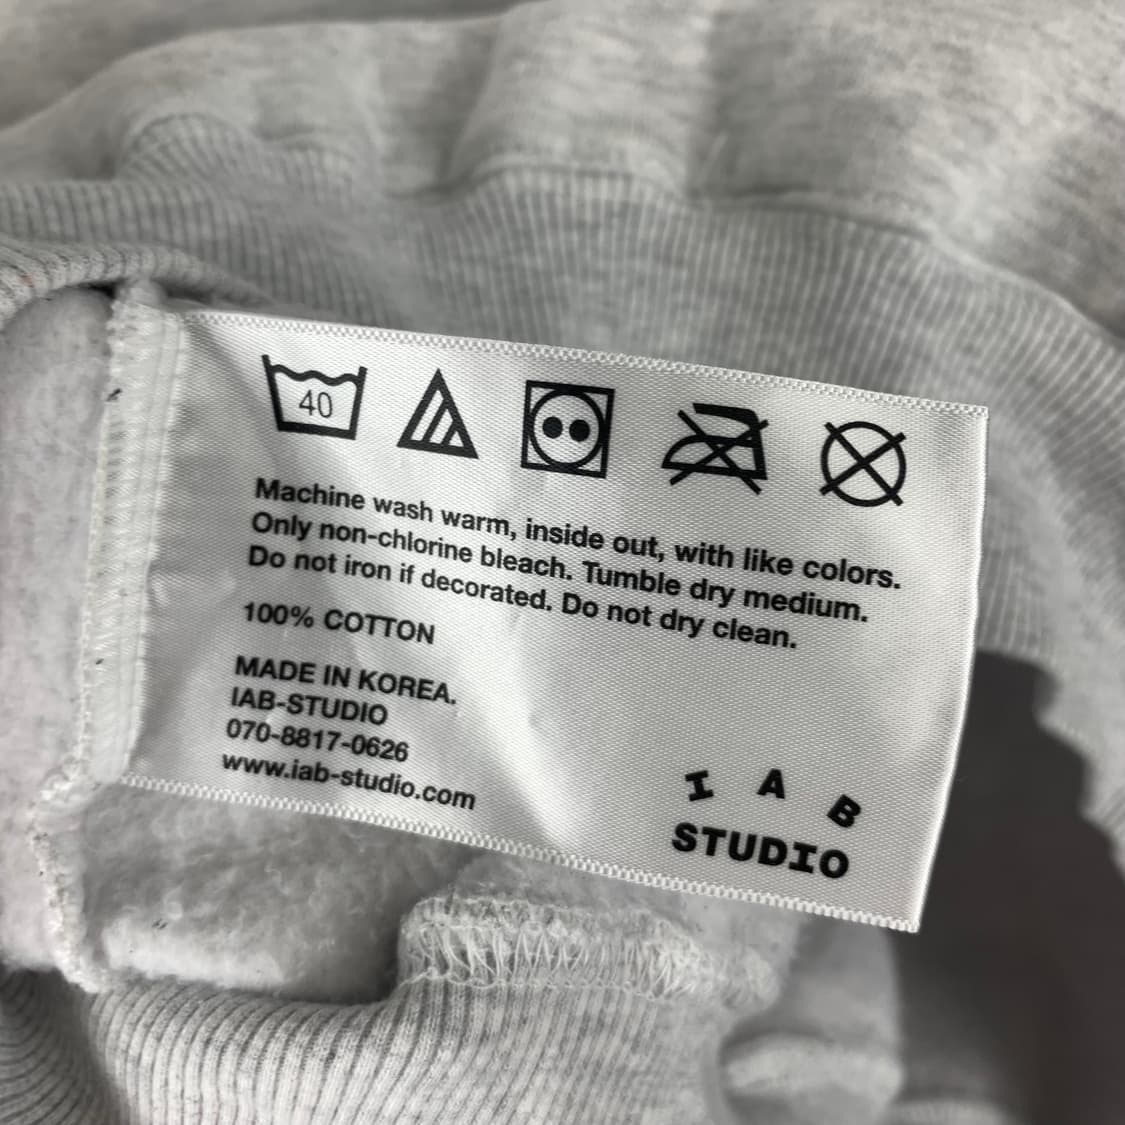 40
Machine wash warm, inside out, with like colors.
Only non-chlorine bleach. Tumble dry medium.
Do not iron if decorated. Do not dry clean.
100% COTTON
MADE IN KOREA.
IAB-STUDIO
070-8817-0626
www.iab-studio.com
I A B
STUDIO